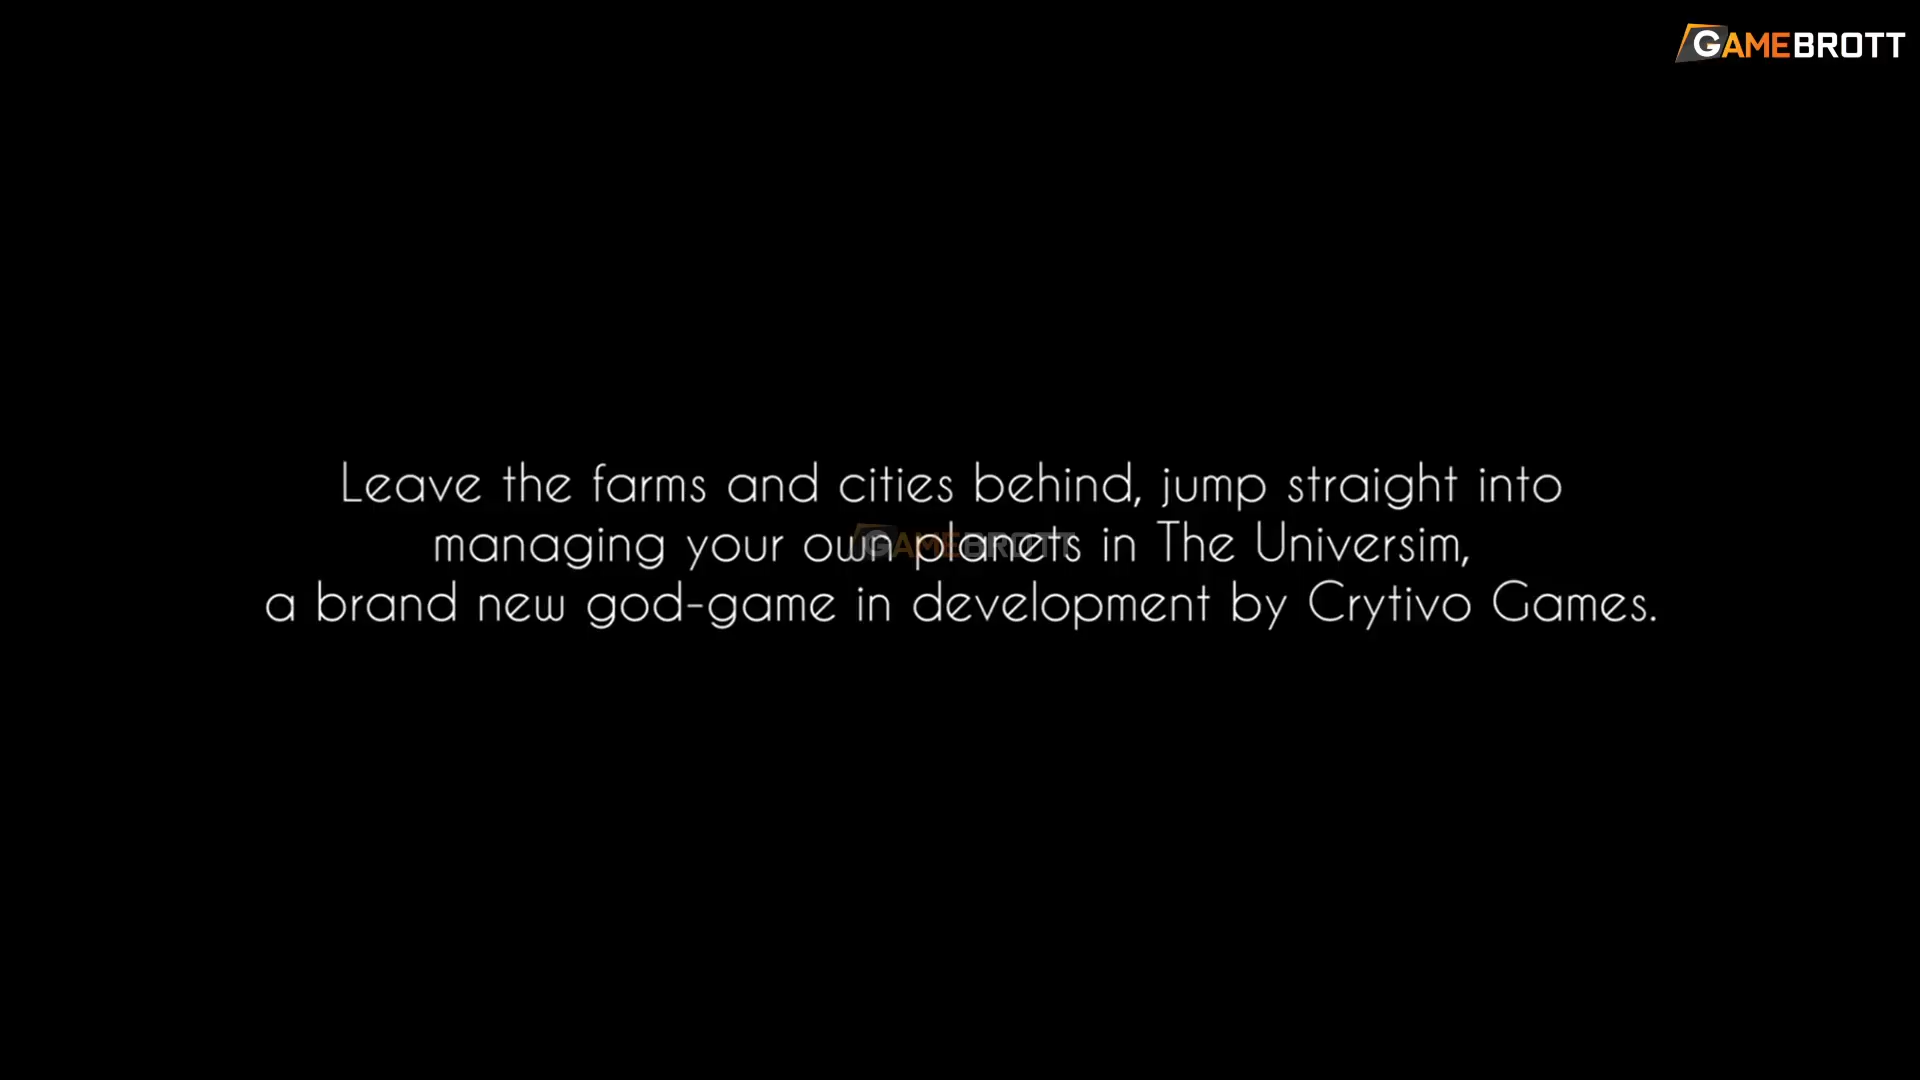 GAMEBROTT
Leave the farms and cities behind, jump straight into
managing your own planets in The Universim,
a brand new god-game in development by Crytivo Games.
GAMEBROTT